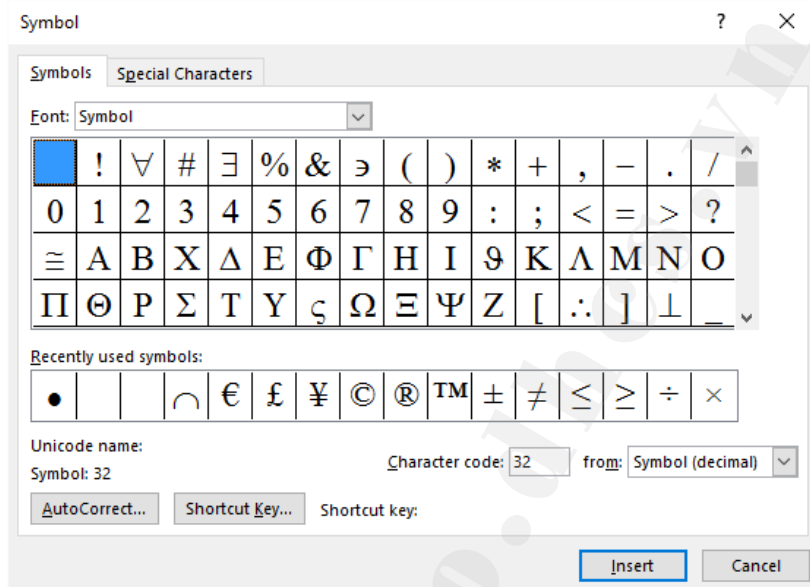 Symbol ? ×
Symbols Special Characters
Font: Symbol
! ∀ # ∃ % & ∍ ( ) ∗ + , − . /
0 1 2 3 4 5 6 7 8 9 : ; < = > ?
≅ Α Β Χ Δ Ε Φ Γ Η Ι ϑ Κ Λ Μ Ν Ο
Π Θ Ρ Σ Τ Υ ς Ω Ξ Ψ Ζ [ ∴ ] ⊥ _
Recently used symbols:
● ⌒ € £ ¥ © ® ™ ± ≠ ≤ ≥ ÷ ×
Unicode name:
Symbol: 32
Character code: 32 from: Symbol (decimal)
AutoCorrect... Shortcut Key... Shortcut key:
Insert Cancel